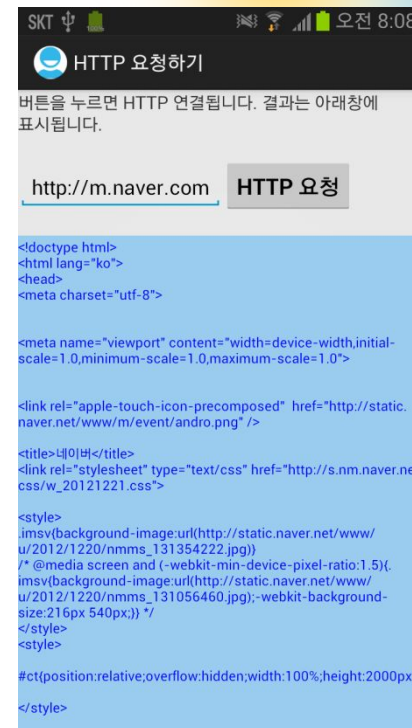 SKT 오전 8:08
HTTP 요청하기
버튼을 누르면 HTTP 연결됩니다. 결과는 아래창에
표시됩니다.
http://m.naver.com HTTP 요청
<!doctype html>
<html lang="ko">
<head>
<meta charset="utf-8">
<meta name="viewport" content="width=device-width,initial-
scale=1.0,minimum-scale=1.0,maximum-scale=1.0">
<link rel="apple-touch-icon-precomposed" href="http://static.
naver.net/www/m/event/andro.png" />
<title>네이버</title>
<link rel="stylesheet" type="text/css" href="http://s.nm.naver.ne
css/w_20121221.css">
<style>
.imsv{background-image:url(http://static.naver.net/www/
u/2012/1220/nmms_131354222.jpg)}
/* @media screen and (-webkit-min-device-pixel-ratio:1.5){.
imsv{background-image:url(http://static.naver.net/www/
u/2012/1220/nmms_131056460.jpg);-webkit-background-
size:216px 540px;}} */
</style>
<style>
#ct{position:relative;overflow:hidden;width:100%;height:2000px
</style>